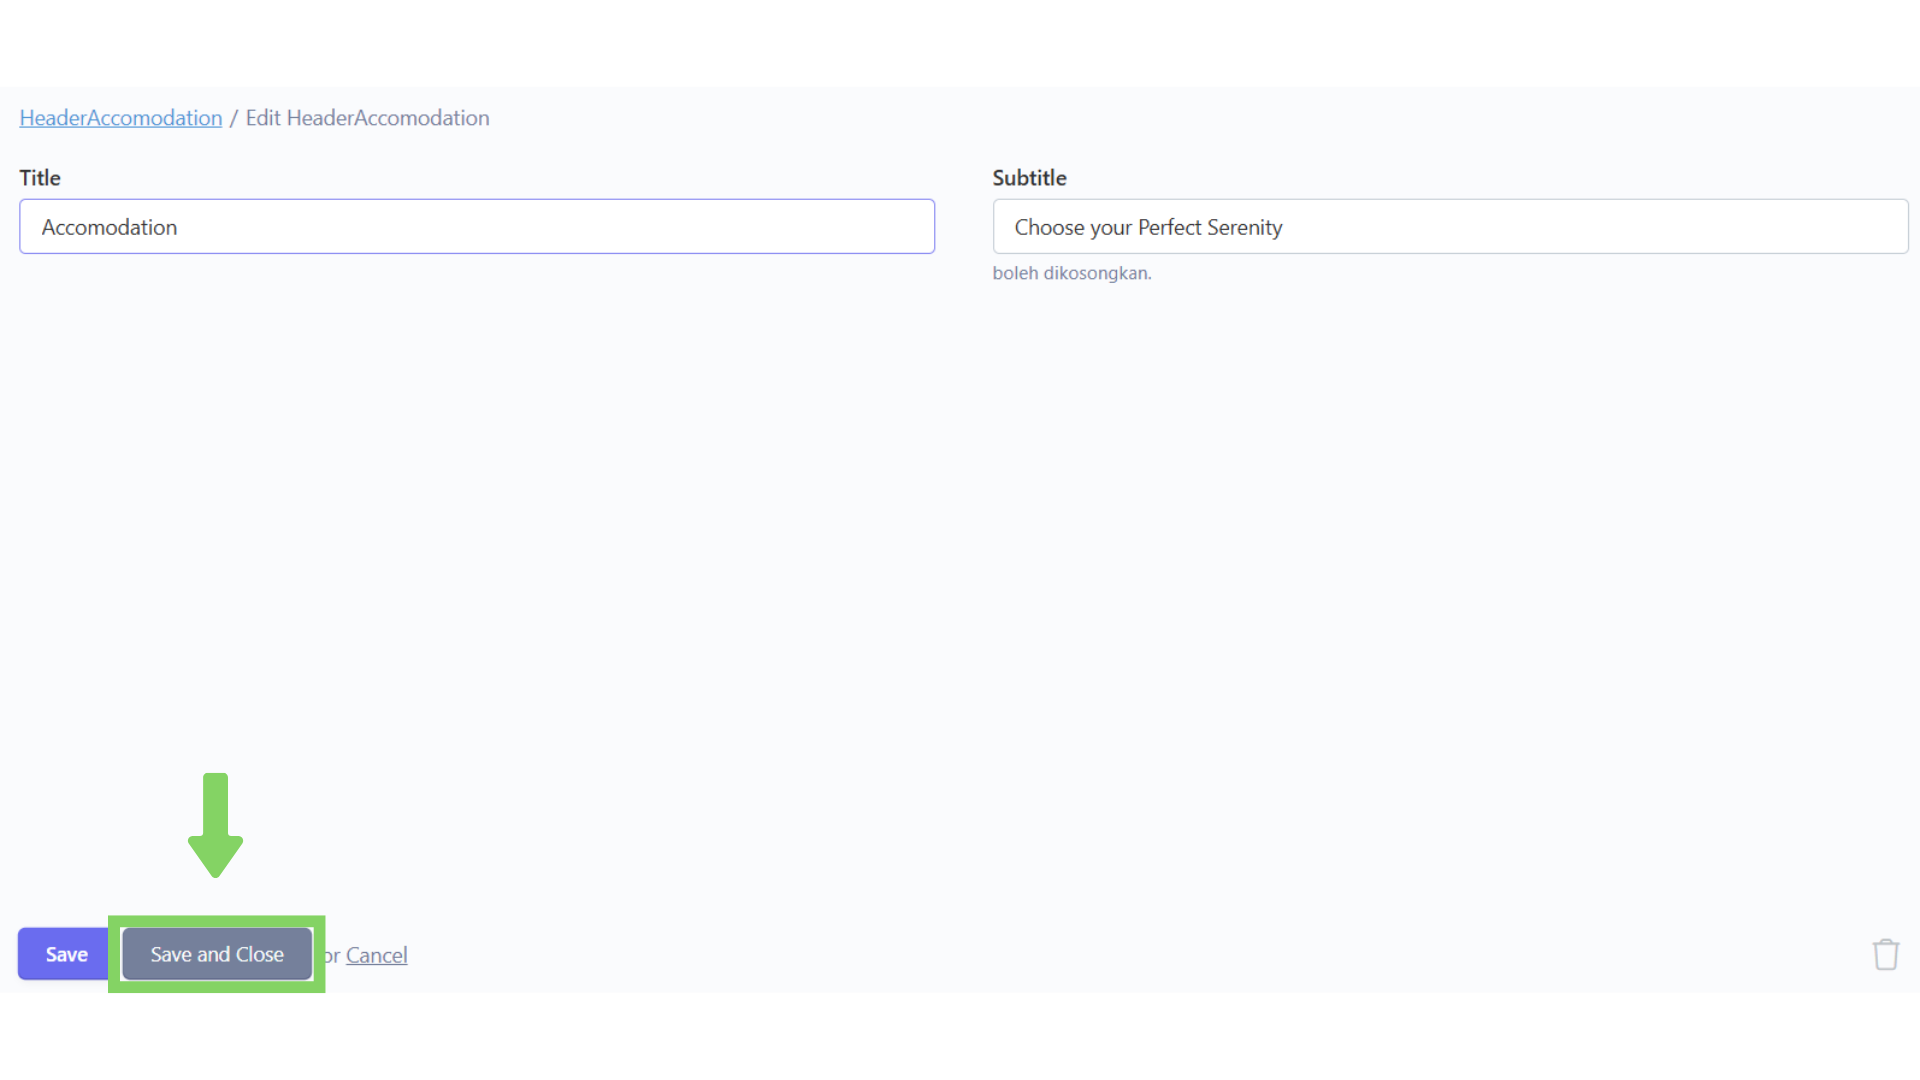 HeaderAccomodation / Edit HeaderAccomodation
Title
Subtitle
Accomodation
Choose your Perfect Serenity
boleh dikosongkan.
Save
Save and Close
or Cancel